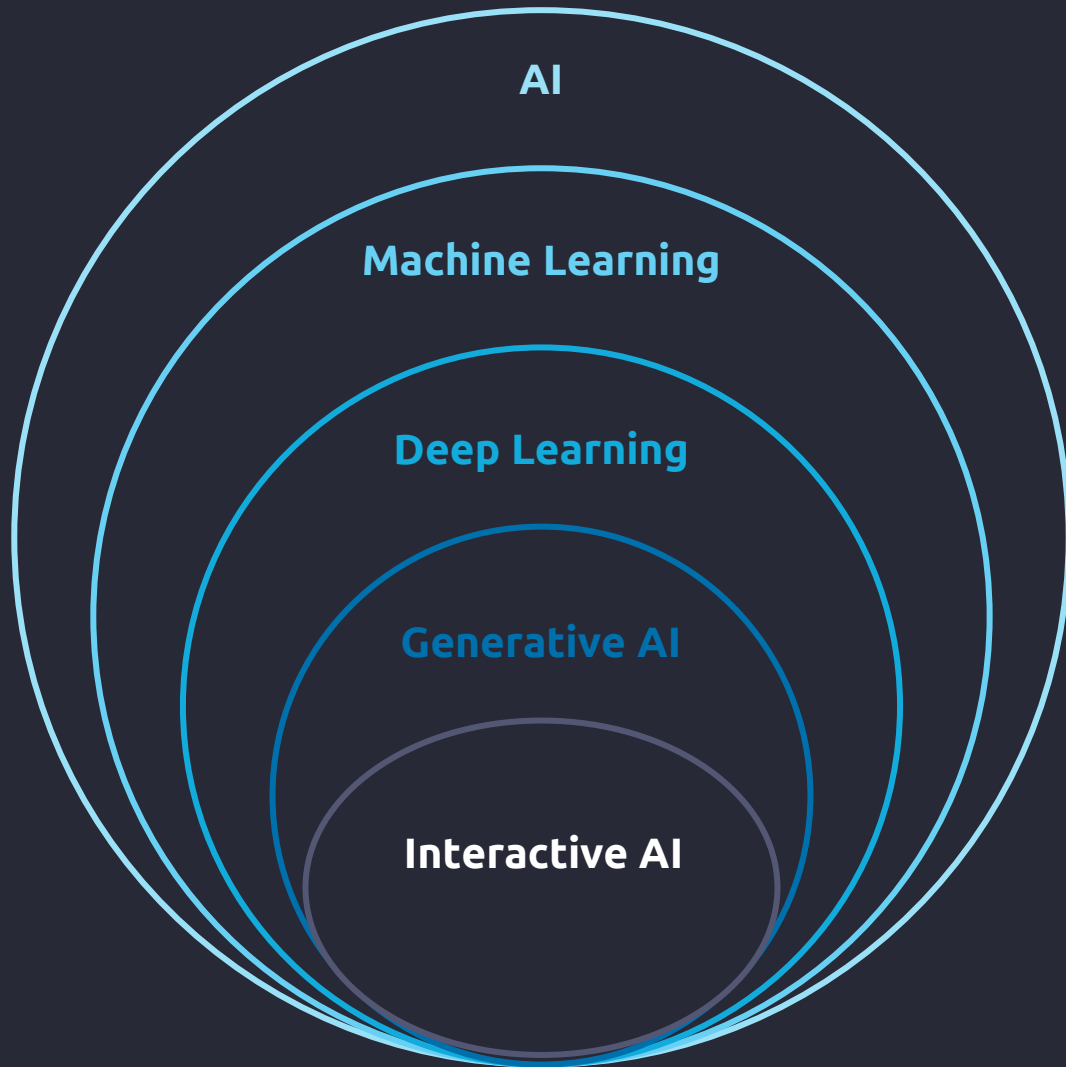 AI
Machine Learning
Deep Learning
Generative AI
Interactive AI